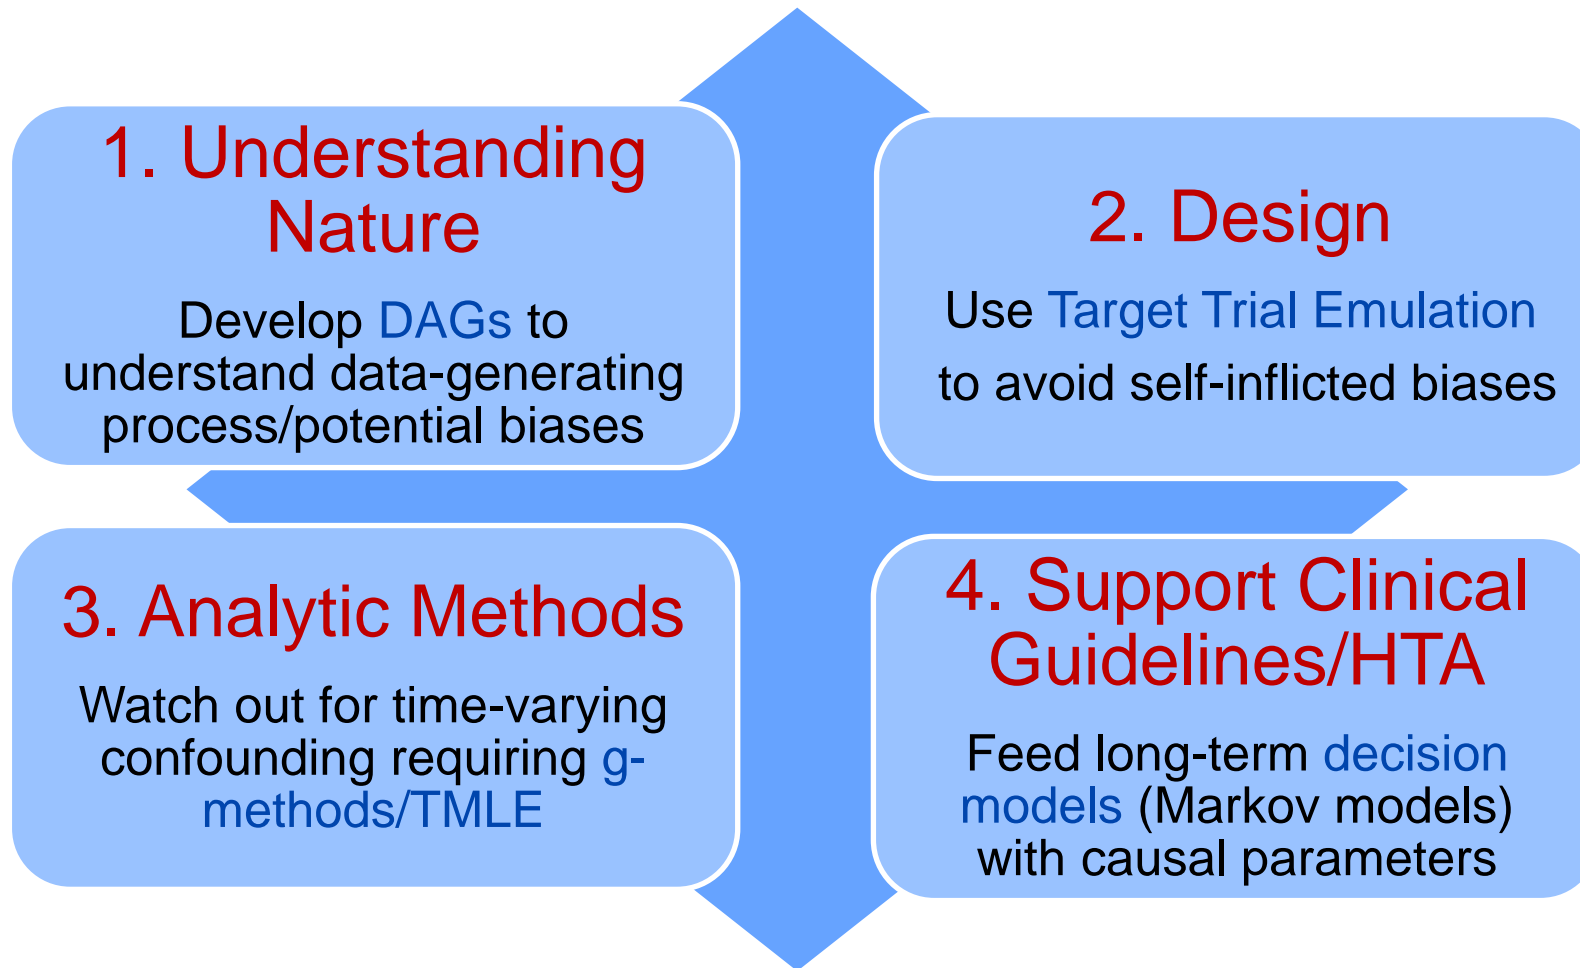 1. Understanding
Nature
Develop DAGs to
understand data-generating
process/potential biases
2. Design
Use Target Trial Emulation
to avoid self-inflicted biases
3. Analytic Methods
Watch out for time-varying
confounding requiring g-
methods/TMLE
4. Support Clinical
Guidelines/HTA
Feed long-term decision
models (Markov models)
with causal parameters